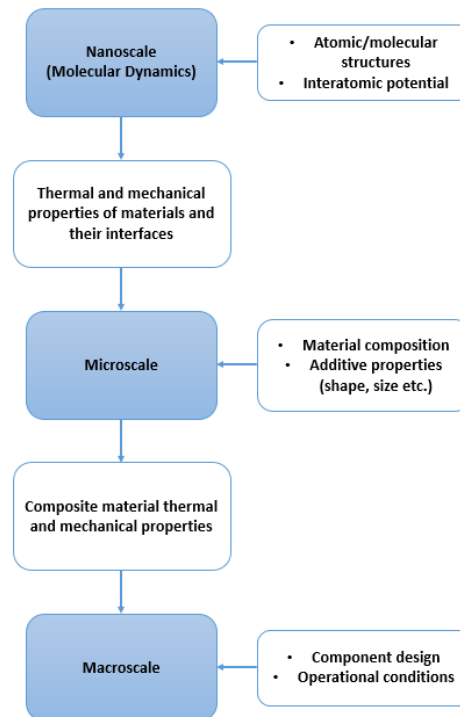 Nanoscale
(Molecular Dynamics)
• Atomic/molecular
structures
• Interatomic potential
Thermal and mechanical
properties of materials and
their interfaces
Microscale
• Material composition
• Additive properties
(shape, size etc.)
Composite material thermal
and mechanical properties
Macroscale
• Component design
• Operational conditions